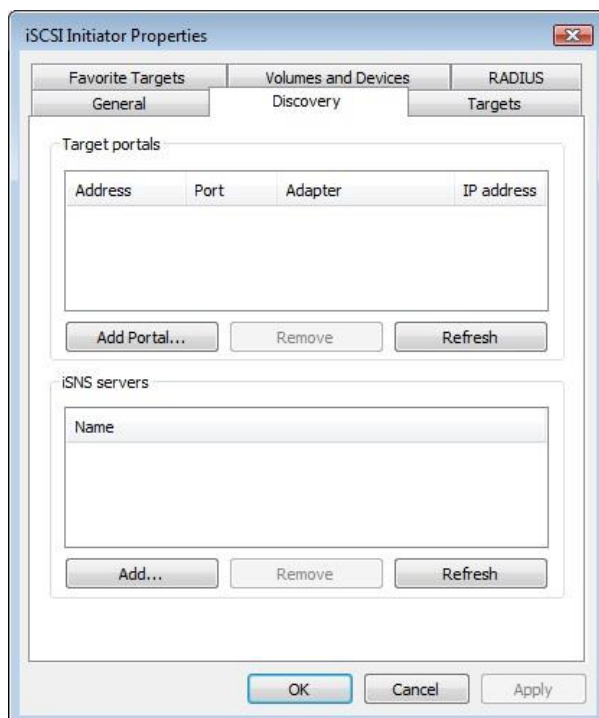 iSCSI Initiator Properties
Favorite Targets Volumes and Devices RADIUS
General Discovery Targets
Target portals
Address Port Adapter IP address
Add Portal... Remove Refresh
iSNS servers
Name
Add... Remove Refresh
OK Cancel Apply